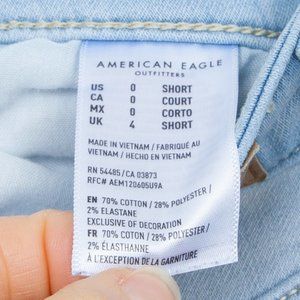 AMERICAN EAGLE
OUTFITTERS
US 0 SHORT
CA 0 COURT
MX 0 CORTO
UK 4 SHORT
MADE IN VIETNAM / FABRIQUÉ AU
VIETNAM / HECHO EN VIETNAM
RN 54485/CA 03873
RFC# AEM120605U9A
EN 70% COTTON / 28% POLYESTER /
2% ELASTANE
EXCLUSIVE OF DECORATION
FR 70% COTON / 28% POLYESTER /
2% ÉLASTHANNE
À L'EXCEPTION DE LA GARNITURE